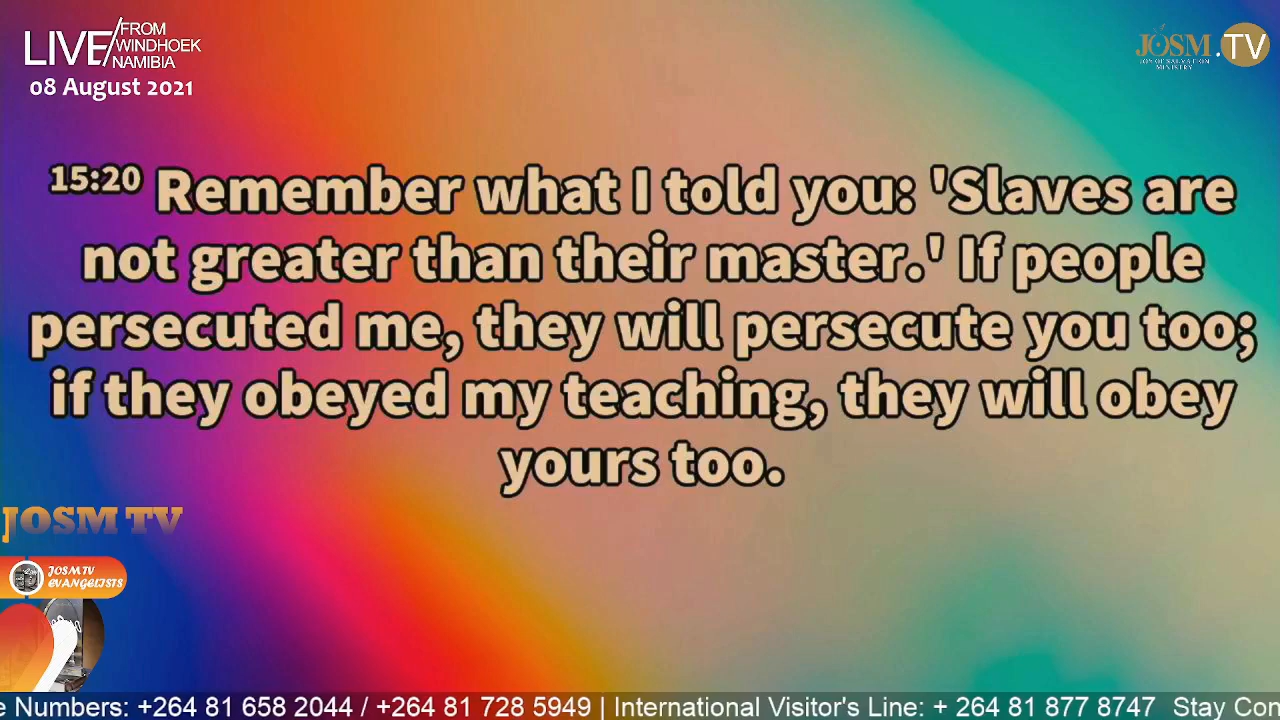 LIVE/FROM
WINDHOEK
NAMIBIA
08 August 2021
JOSM.TV
JOY OF SALVATION
MINISTRY
15:20 Remember what I told you: 'Slaves are
not greater than their master.' If people
persecuted me, they will persecute you too;
if they obeyed my teaching, they will obey
yours too.
JOSM TV
JOSM TV
EVANGELISTS
e Numbers: +264 81 658 2044 / +264 81 728 5949 | International Visitor's Line: + 264 81 877 8747 Stay Con